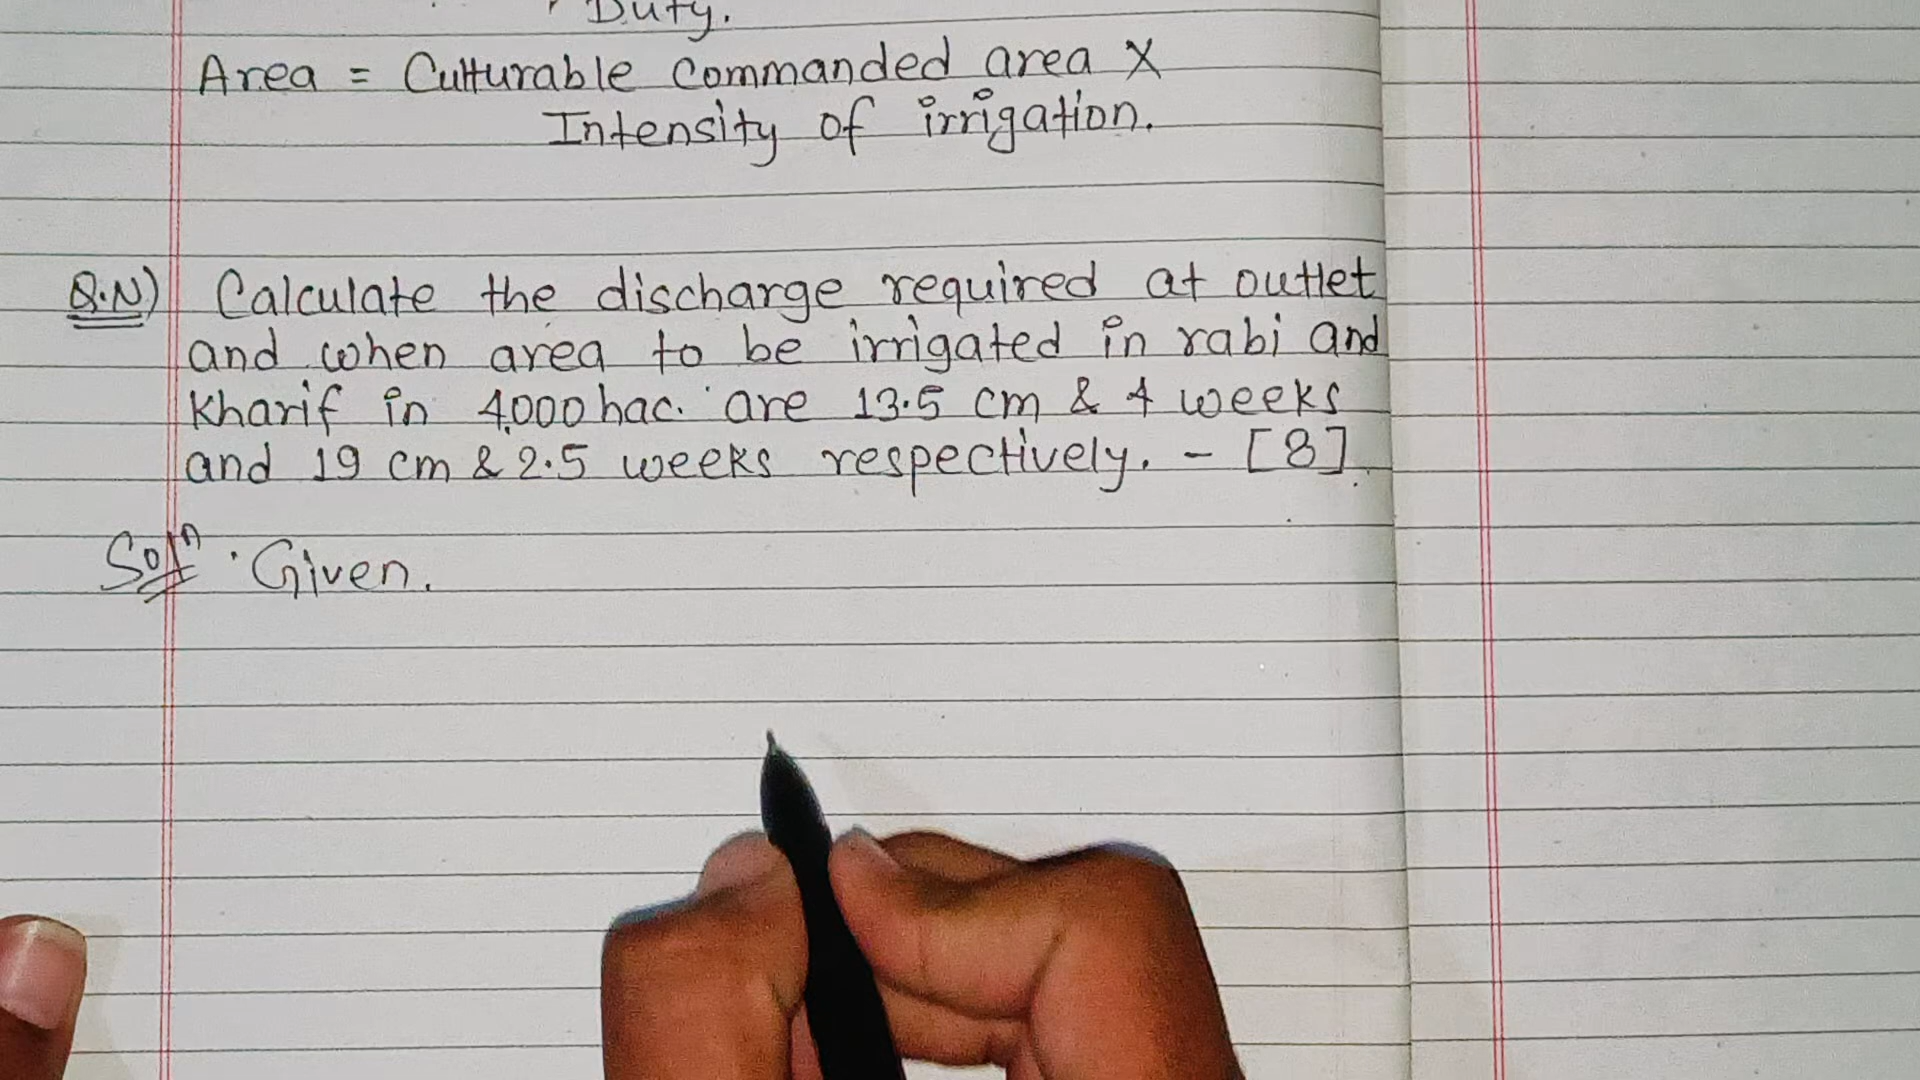 Duty.
Area = Culturable commanded area X
Intensity of irrigation.
Q.N) Calculate the discharge required at outlet
and when area to be irrigated in rabi and
Kharif in 4000 hac. are 13.5 cm & 4 weeks
and 19 cm & 2.5 weeks respectively. - [8]
Solⁿ. Given.